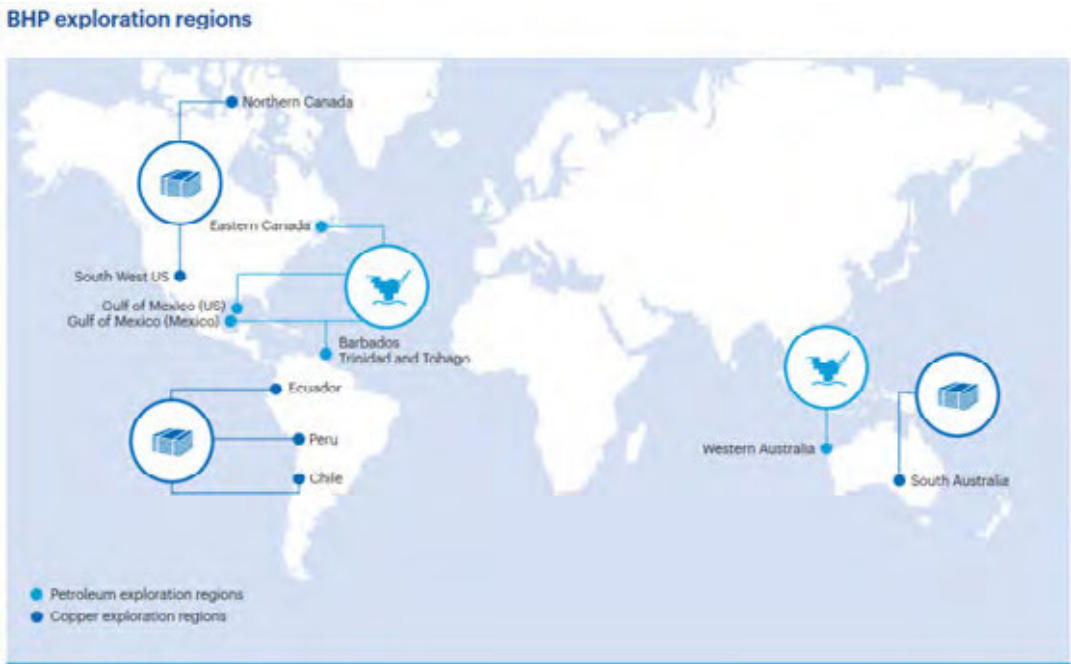 BHP exploration regions
Northern Canada
Eastern Canada
South West US
Gulf of Mexico (US)
Gulf of Mexico (Mexico)
Barbados
Trinidad and Tobago
Ecuador
Peru
Chile
Western Australia
South Australia
Petroleum exploration regions
Copper exploration regions